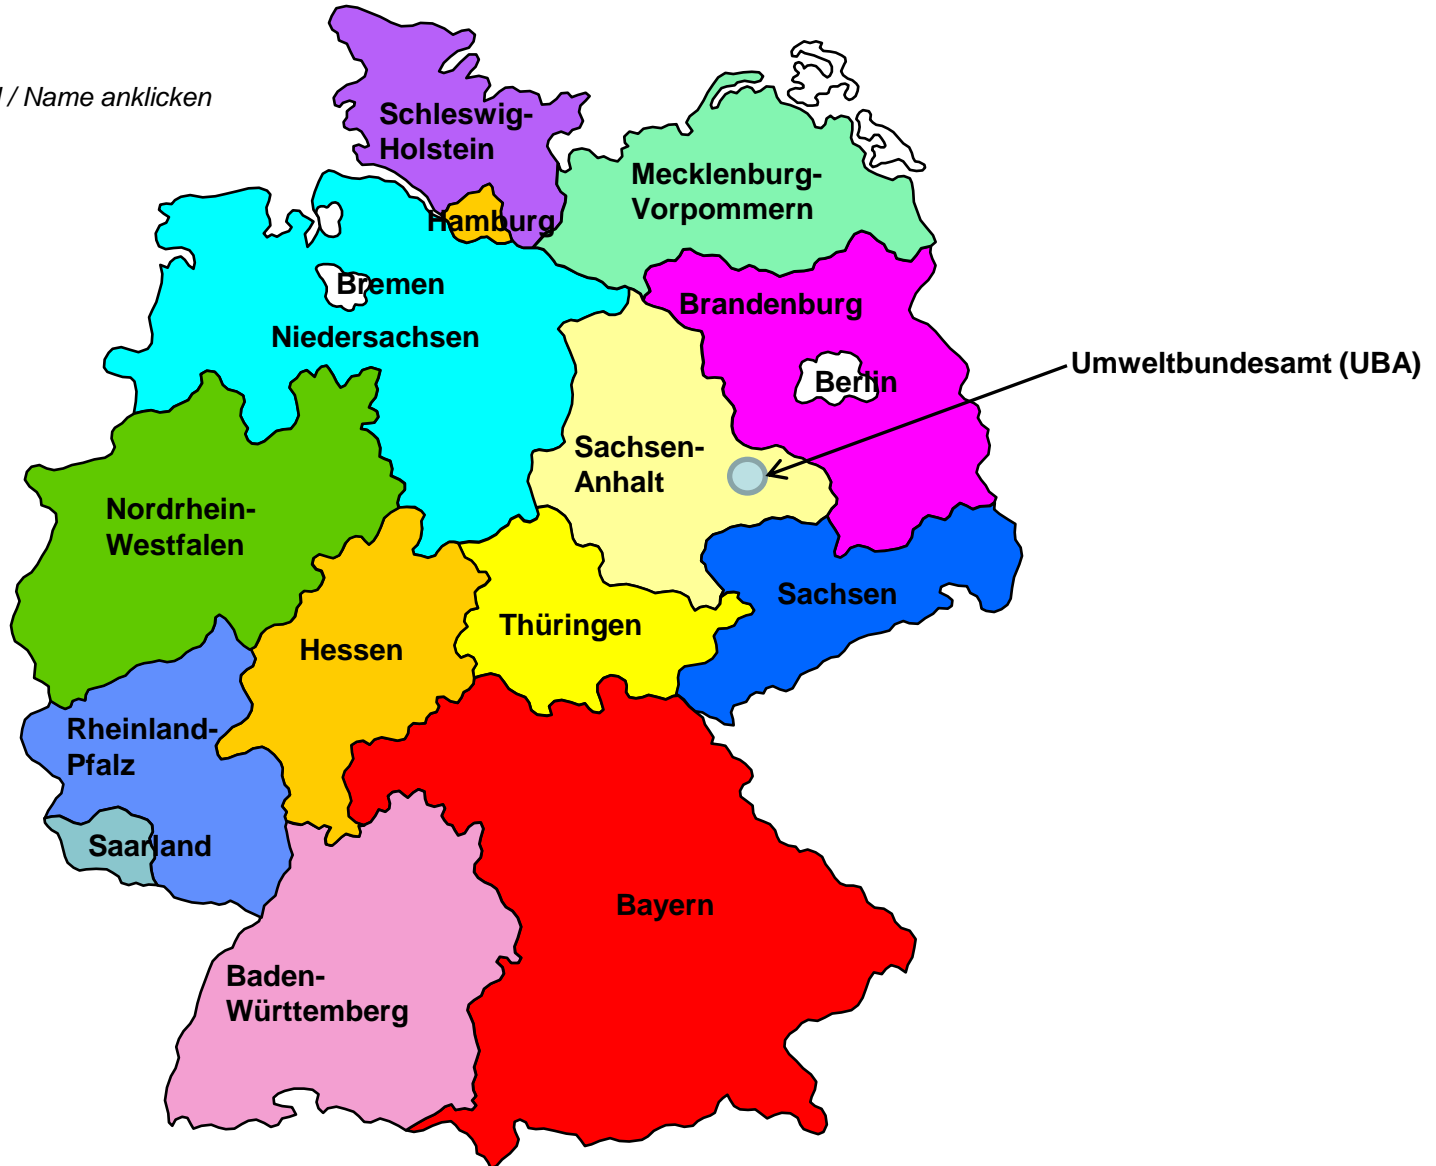 / Name anklicken
Schleswig-
Holstein
Mecklenburg-
Vorpommern
Hamburg
Bremen
Brandenburg
Niedersachsen
Umweltbundesamt (UBA)
Berlin
Sachsen-
Anhalt
Nordrhein-
Westfalen
Sachsen
Thüringen
Hessen
Rheinland-
Pfalz
Saarland
Bayern
Baden-
Württemberg